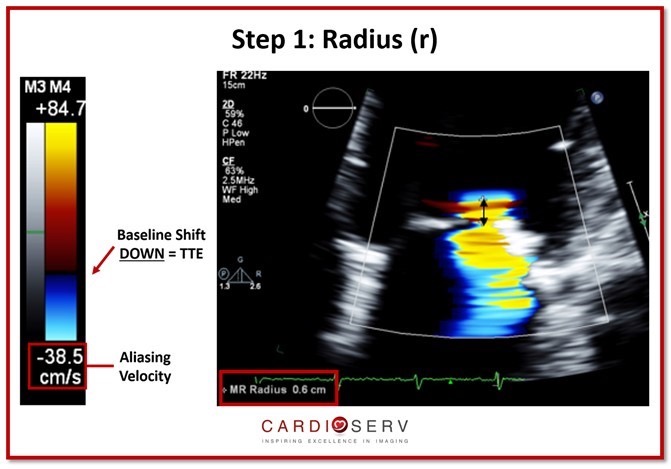 Step 1: Radius (r)
M3 M4
+84.7
Baseline Shift
DOWN = TTE
-38.5
cm/s
Aliasing
Velocity
FR 22Hz
15cm
2D
59%
C 46
P Low
HPen
CF
63%
2.5MHz
WF High
Med
G
P R
1.3 2.6
0
P
MR Radius 0.6 cm
CARDIOSERV
INSPIRING EXCELLENCE IN IMAGING